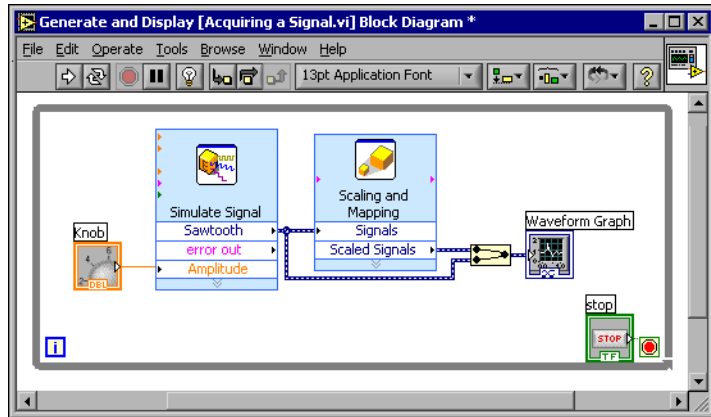 Generate and Display [Acquiring a Signal.vi] Block Diagram *
File Edit Operate Tools Browse Window Help
13pt Application Font
Simulate Signal
Sawtooth
error out
Amplitude
Scaling and
Mapping
Signals
Scaled Signals
Knob
DBL
Waveform Graph
stop
STOP
TF
i